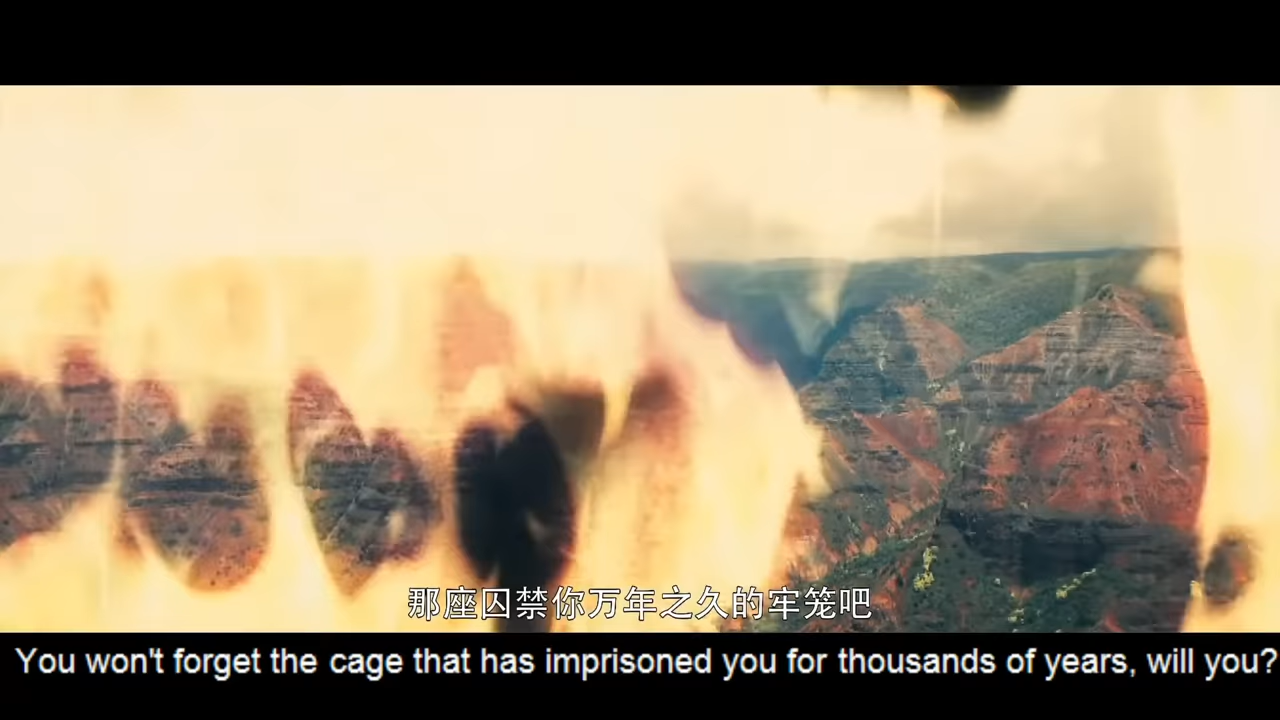 那座囚禁你万年之久的牢笼吧
You won't forget the cage that has imprisoned you for thousands of years, will you?